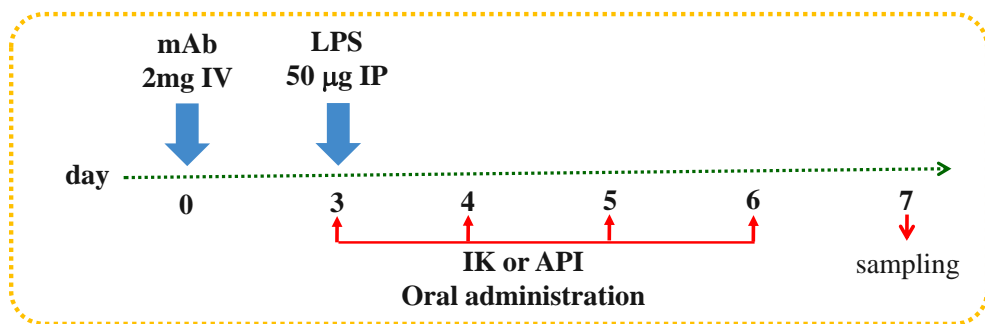 mAb
2mg IV
LPS
50 μg IP
day
0
3
4
5
6
7
IK or API
Oral administration
sampling